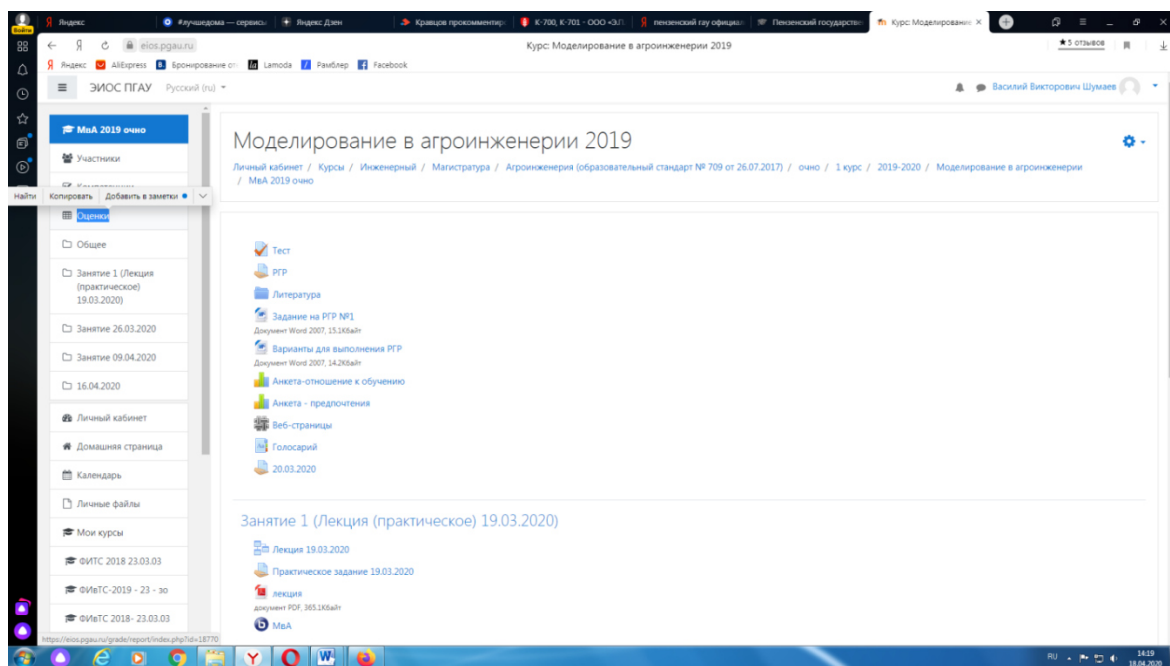 Войти
Яндекс
#лучшедома — сервисы
Яндекс Дзен
Кравцов прокомментир
К-700, К-701 - ООО «З.П.
пензенский гау официал
Пензенский государстве
Курс: Моделирование
eios.pgau.ru
Курс: Моделирование в агроинженерии 2019
★5 отзывов
Яндекс
AliExpress
Бронирование от
Lamoda
Рамблер
Facebook
ЭИОС ПГАУ
Русский (ru)
Василий Викторович Шумаев
МвА 2019 очно
Участники
Найти
Копировать
Добавить в заметки
Оценки
Общее
Занятие 1 (Лекция
(практическое)
19.03.2020)
Занятие 26.03.2020
Занятие 09.04.2020
16.04.2020
Личный кабинет
Домашняя страница
Календарь
Личные файлы
Мои курсы
ФИТС 2018 23.03.03
ФИвТС-2019 - 23 - зо
ФИвТС 2018- 23.03.03
https://eios.pgau.ru/grade/report/index.php?id=18770
Моделирование в агроинженерии 2019
Личный кабинет / Курсы / Инженерный / Магистратура / Агроинженерия (образовательный стандарт № 709 от 26.07.2017) / очно / 1 курс / 2019-2020 / Моделирование в агроинженерии
/ МвА 2019 очно
Тест
РГР
Литература
Задание на РГР №1
Документ Word 2007, 15.1Кбайт
Варианты для выполнения РГР
Документ Word 2007, 14.2Кбайт
Анкета-отношение к обучению
Анкета - предпочтения
Веб-страницы
Голосарий
20.03.2020
Занятие 1 (Лекция (практическое) 19.03.2020)
Лекция 19.03.2020
Практическое задание 19.03.2020
лекция
документ PDF, 365.1Кбайт
МвА
RU
14:19
18.04.2020